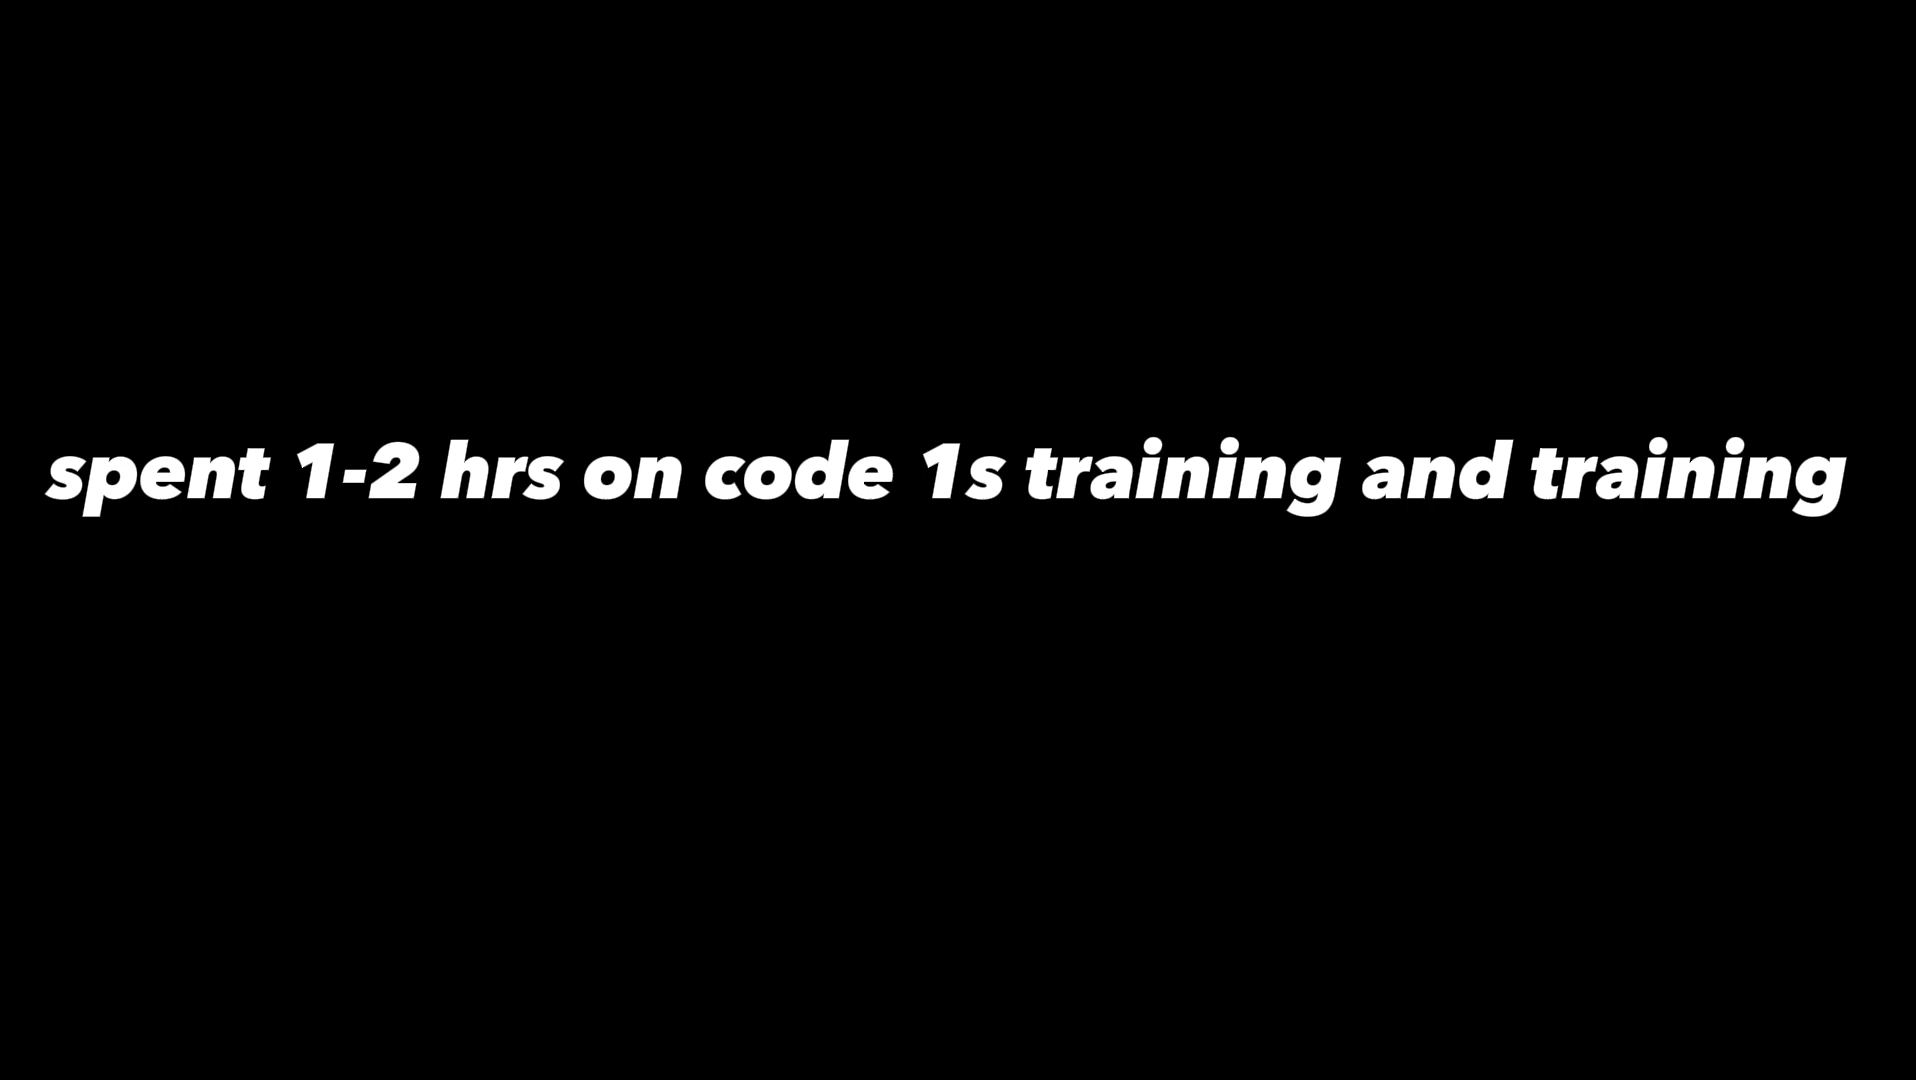 spent 1-2 hrs on code 1s training and training